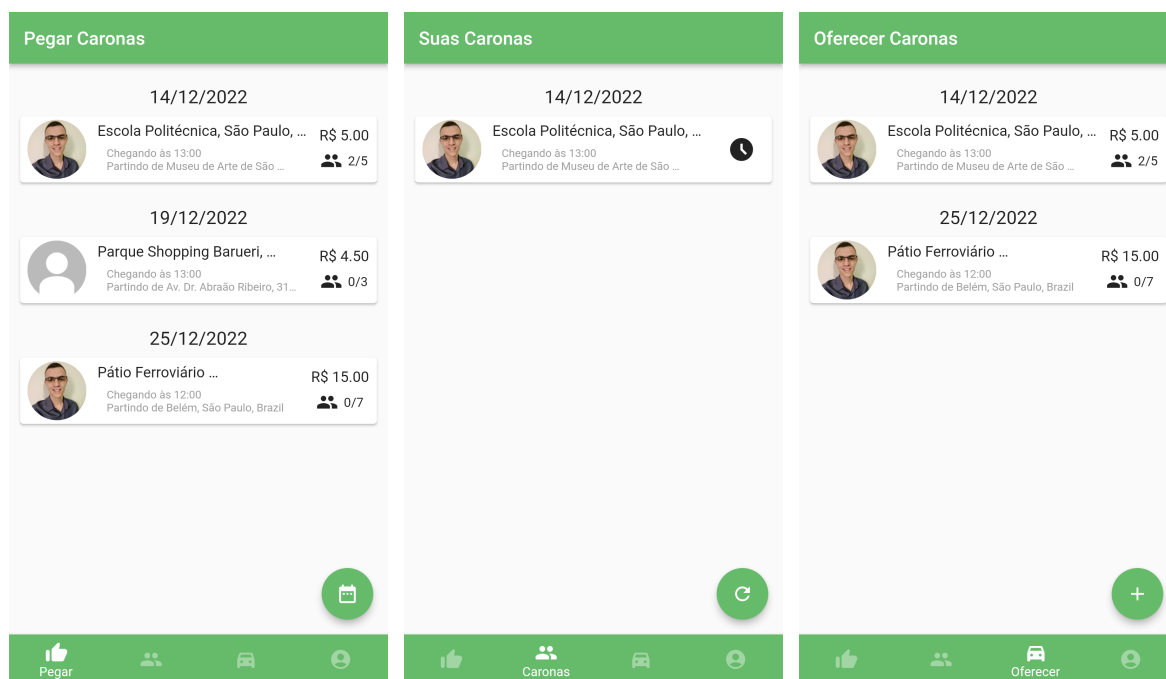 Pegar Caronas
14/12/2022
Escola Politécnica, São Paulo, ...
R$ 5.00
Chegando às 13:00
Partindo de Museu de Arte de São ...
2/5
19/12/2022
Parque Shopping Barueri, ...
R$ 4.50
Chegando às 13:00
Partindo de Av. Dr. Abraão Ribeiro, 31...
0/3
25/12/2022
Pátio Ferroviário ...
R$ 15.00
Chegando às 12:00
Partindo de Belém, São Paulo, Brazil
0/7
Pegar
Suas Caronas
14/12/2022
Escola Politécnica, São Paulo, ...
Chegando às 13:00
Partindo de Museu de Arte de São ...
Caronas
Oferecer Caronas
14/12/2022
Escola Politécnica, São Paulo, ...
R$ 5.00
Chegando às 13:00
Partindo de Museu de Arte de São ...
2/5
25/12/2022
Pátio Ferroviário ...
R$ 15.00
Chegando às 12:00
Partindo de Belém, São Paulo, Brazil
0/7
Oferecer